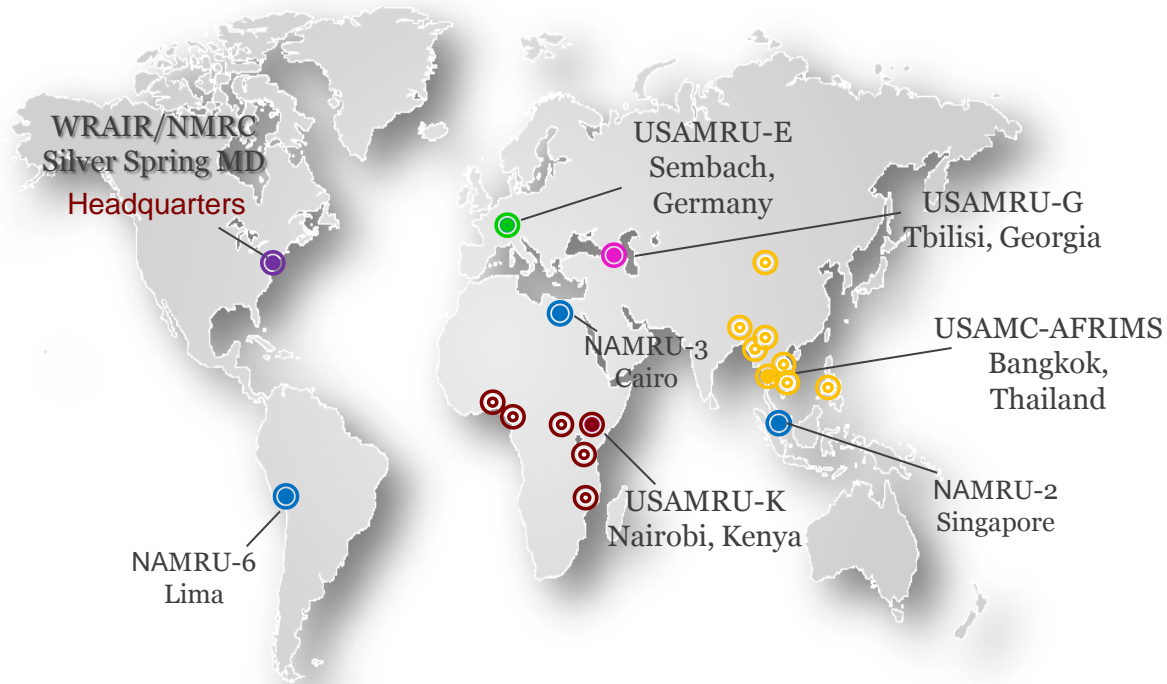 WRAIR/NMRC
Silver Spring MD
Headquarters
USAMRU-E
Sembach,
Germany
USAMRU-G
Tbilisi, Georgia
NAMRU-3
Cairo
USAMC-AFRIMS
Bangkok,
Thailand
USAMRU-K
Nairobi, Kenya
NAMRU-2
Singapore
NAMRU-6
Lima